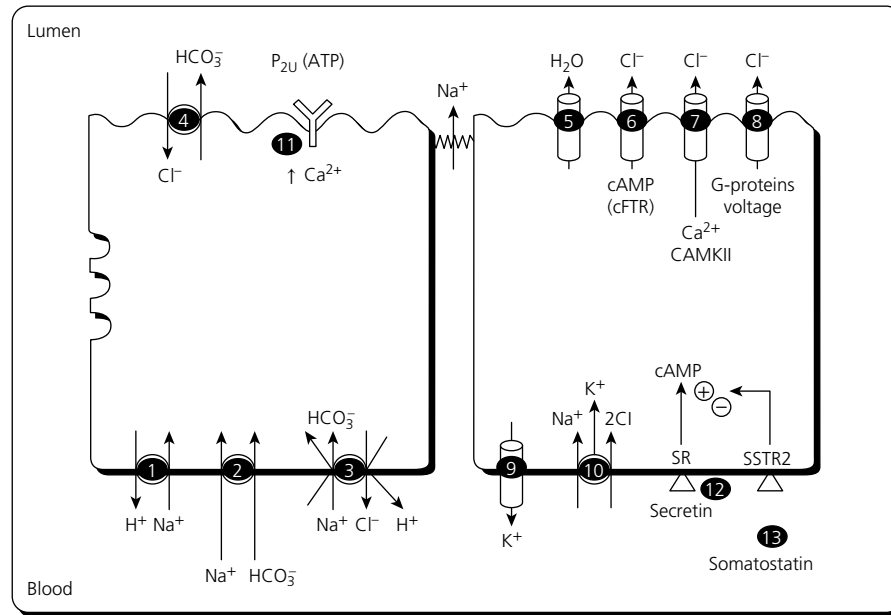 Lumen
HCO₃⁻
P₂U (ATP)
Na⁺
H₂O
Cl⁻
Cl⁻
Cl⁻
4
5
6
7
8
11
Cl⁻
↑ Ca²⁺
cAMP
(cFTR)
G-proteins
voltage
Ca²⁺
CAMKII
cAMP
+
−
HCO₃⁻
K⁺
Na⁺
2Cl
SR
SSTR2
1
2
3
9
10
12
Secretin
H⁺
Na⁺
Na⁺
Cl⁻
H⁺
K⁺
13
Somatostatin
Na⁺
HCO₃⁻
Blood